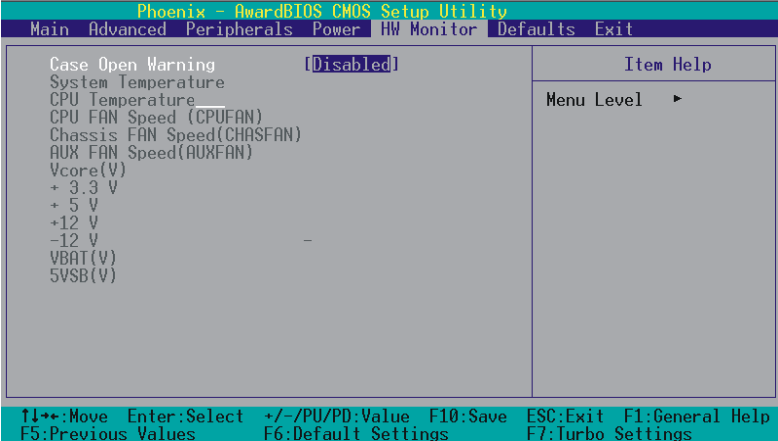 Phoenix - AwardBIOS CMOS Setup Utility
Main Advanced Peripherals Power HW Monitor Defaults Exit
Case Open Warning [Disabled]
System Temperature
CPU Temperature
CPU FAN Speed (CPUFAN)
Chassis FAN Speed(CHASFAN)
AUX FAN Speed(AUXFAN)
Vcore(V)
+ 3.3 V
+ 5 V
+12 V
-12 V -
VBAT(V)
5VSB(V)
Item Help
Menu Level ►
↑↓→←:Move Enter:Select +/-/PU/PD:Value F10:Save ESC:Exit F1:General Help
F5:Previous Values F6:Default Settings F7:Turbo Settings